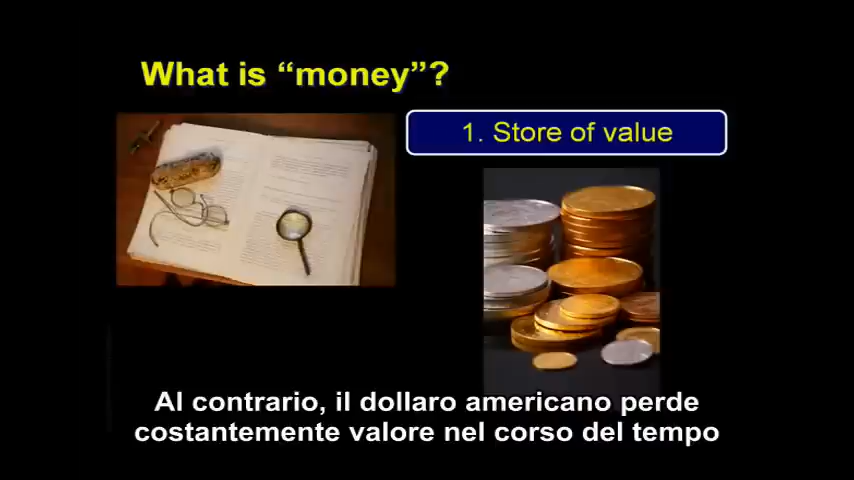 What is “money”?
1. Store of value
Al contrario, il dollaro americano perde
costantemente valore nel corso del tempo